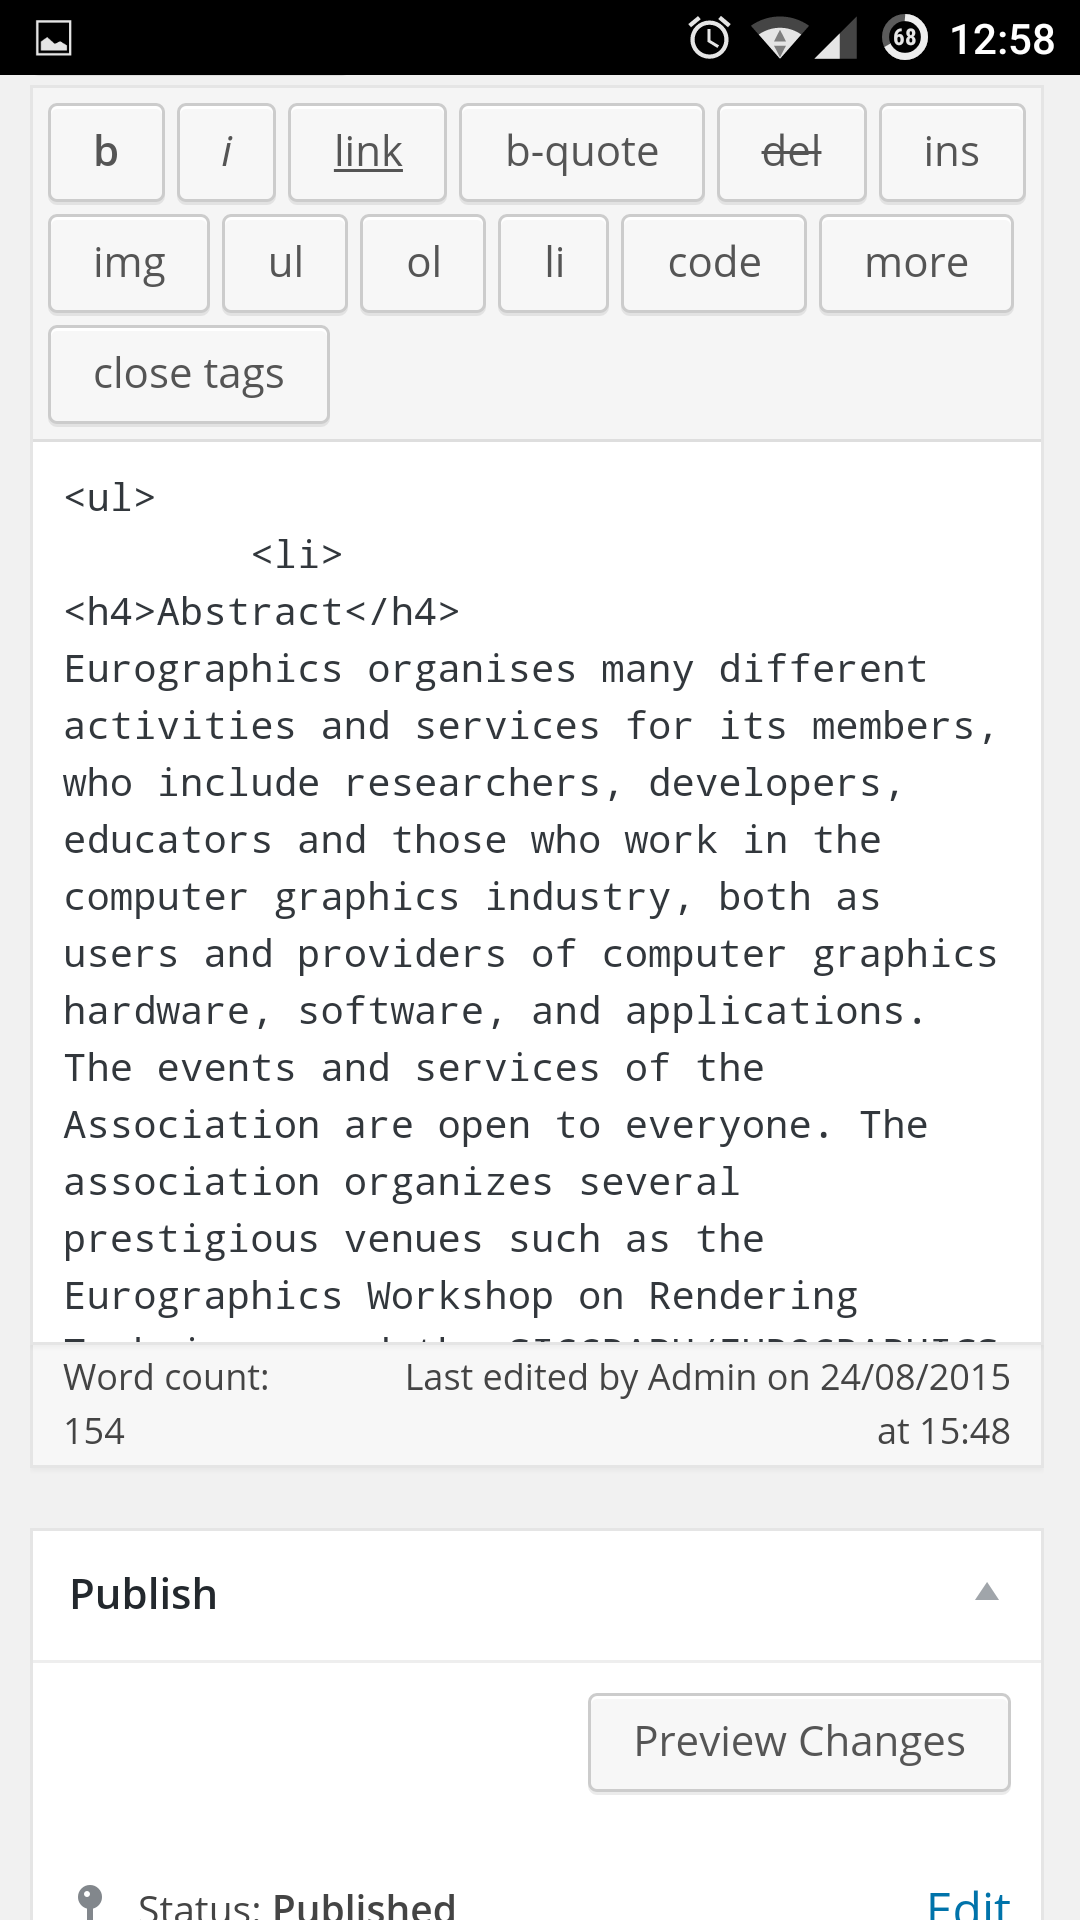 68 12:58
b i link b-quote del ins
img ul ol li code more
close tags
<ul>
<li>
<h4>Abstract</h4>
Eurographics organises many different
activities and services for its members,
who include researchers, developers,
educators and those who work in the
computer graphics industry, both as
users and providers of computer graphics
hardware, software, and applications.
The events and services of the
Association are open to everyone. The
association organizes several
prestigious venues such as the
Eurographics Workshop on Rendering
Word count: Last edited by Admin on 24/08/2015
154 at 15:48
Publish
Preview Changes
Status: Published Edit